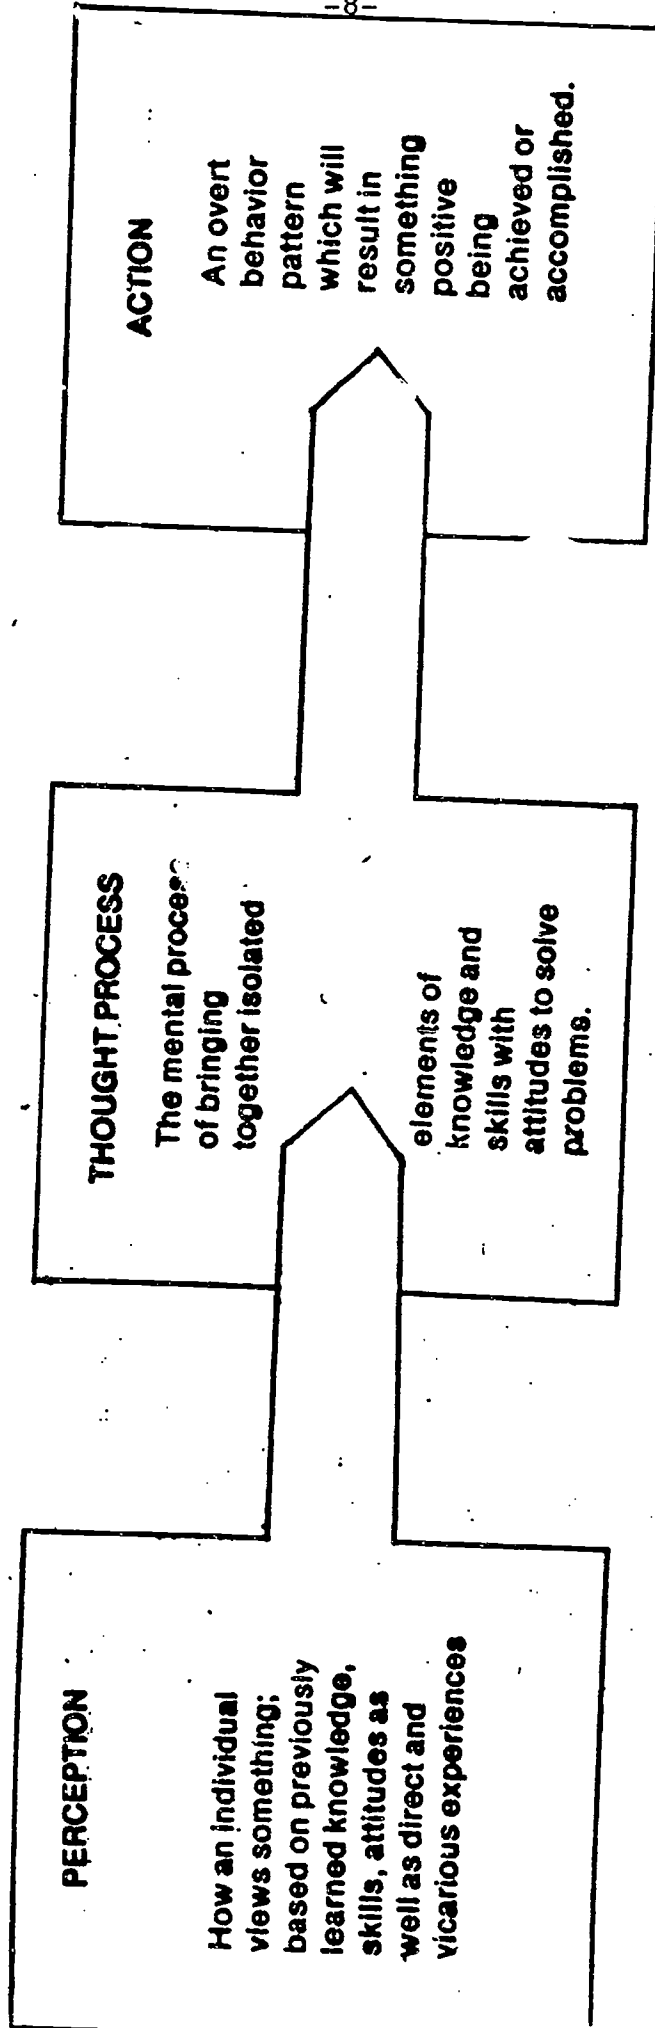 -8-
PERCEPTION
How an individual
views something;
based on previously
learned knowledge,
skills, attitudes as
well as direct and
vicarious experiences
THOUGHT PROCESS
The mental process
of bringing
together isolated
elements of
knowledge and
skills with
attitudes to solve
problems.
ACTION
An overt
behavior
pattern
which will
result in
something
positive
being
achieved or
accomplished.